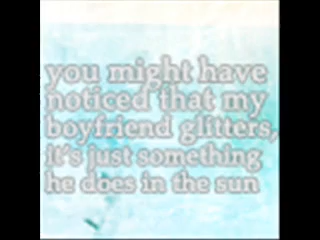 you might have
noticed that my
boyfriend glitters,
it's just something
he does in the sun